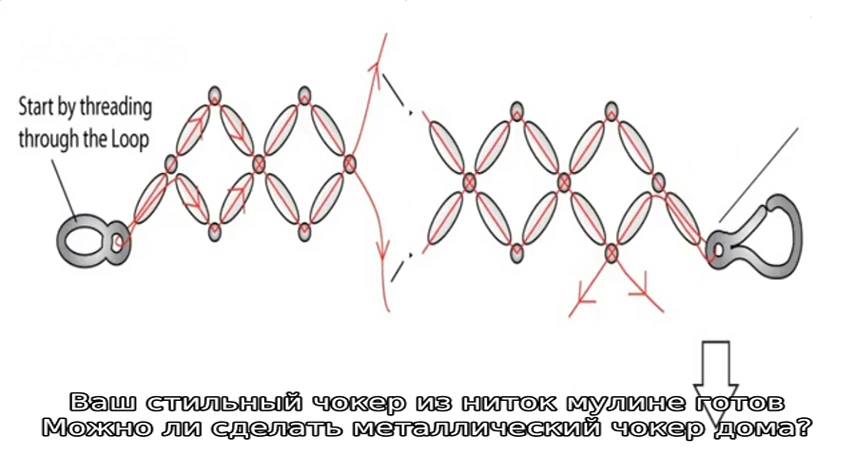 Start by threading
through the Loop
Ваш стильный чокер из ниток мулине готов
Можно ли сделать металлический чокер дома?